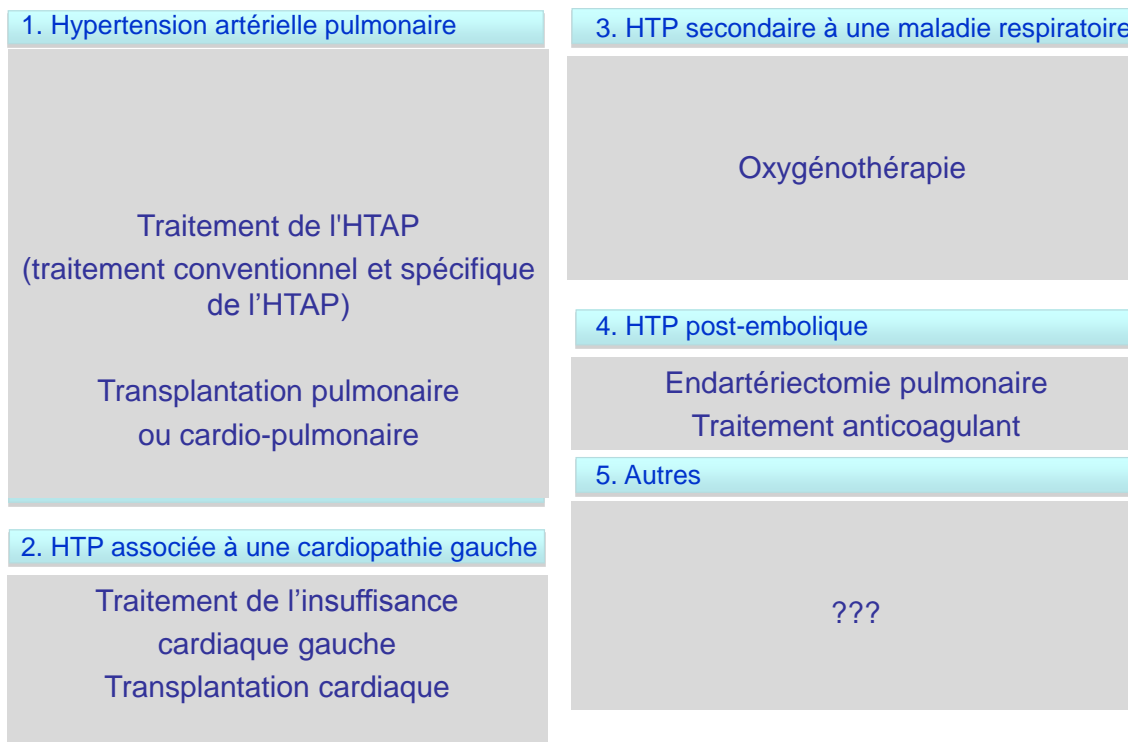 1. Hypertension artérielle pulmonaire
Traitement de l'HTAP
(traitement conventionnel et spécifique
de l’HTAP)
Transplantation pulmonaire
ou cardio-pulmonaire
2. HTP associée à une cardiopathie gauche
Traitement de l’insuffisance
cardiaque gauche
Transplantation cardiaque
3. HTP secondaire à une maladie respiratoire
Oxygénothérapie
4. HTP post-embolique
Endartériectomie pulmonaire
Traitement anticoagulant
5. Autres
???